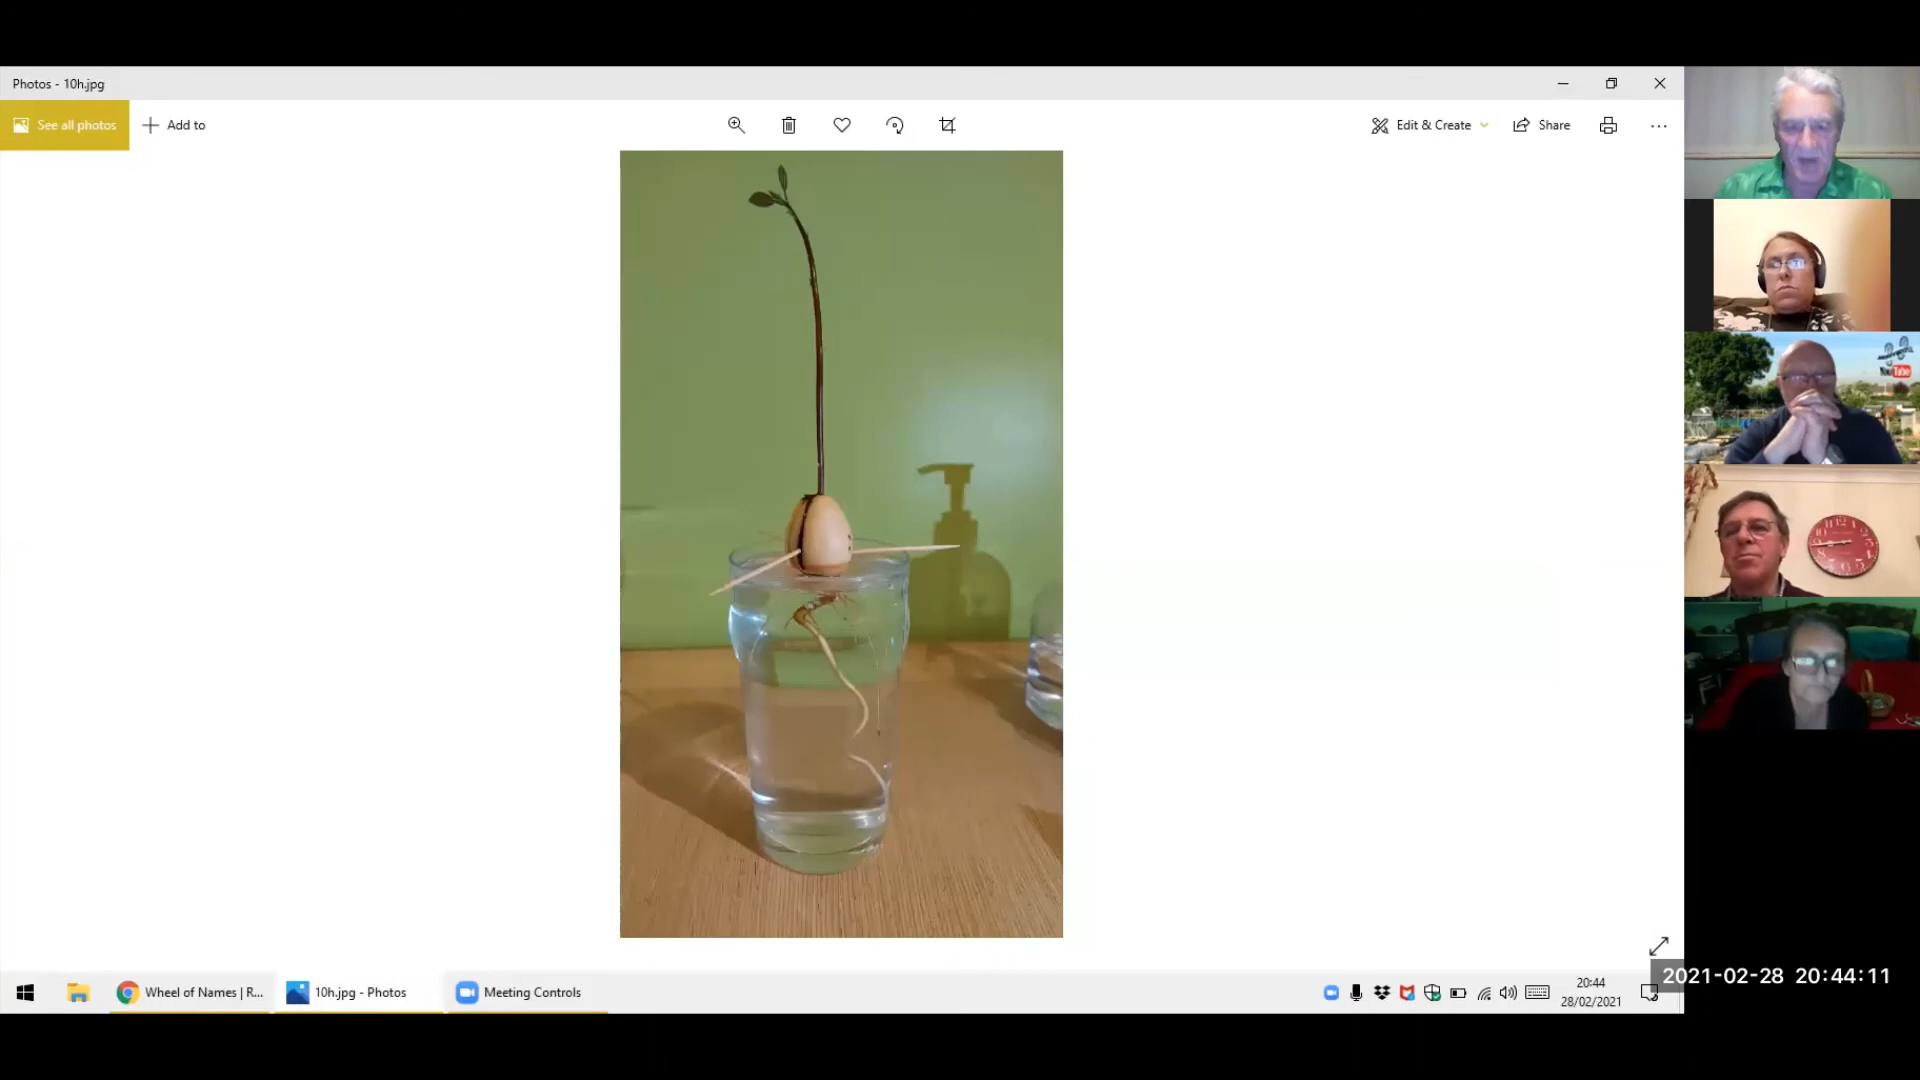 Photos - 10h.jpg
See all photos
Add to
Edit & Create
Share
YouTube
Wheel of Names | R...
10h.jpg - Photos
Meeting Controls
20:44
28/02/2021
2021-02-28 20:44:11